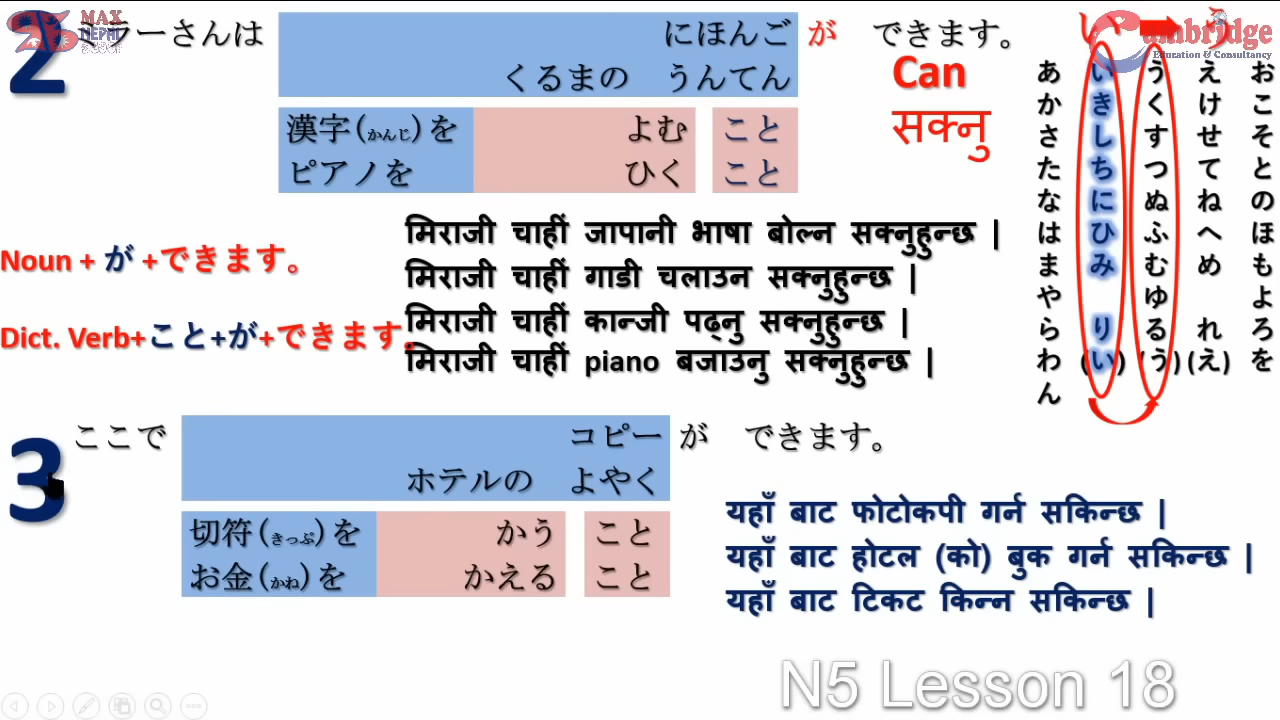 2
MAX
NEPAL
ミラーさんは
にほんご が できます。
くるまの うんてん
漢字(かんじ)を よむ こと
ピアノを ひく こと
Can
सक्नु
Cambridge
Education & Consultancy
い う
あ い う え お
か き く け こ
さ し す せ そ
た ち つ て と
な に ぬ ね の
は ひ ふ へ ほ
ま み む め も
や ゆ よ
ら り る れ ろ
わ (い) (う) (え) を
ん
Noun + が +できます。
Dict. Verb+こと+が+できます。
मिराजी चाहीं जापानी भाषा बोल्न सक्नुहुन्छ |
मिराजी चाहीं गाडी चलाउन सक्नुहुन्छ |
मिराजी चाहीं कान्जी पढ्नु सक्नुहुन्छ |
मिराजी चाहीं piano बजाउनु सक्नुहुन्छ |
3
ここで
コピー が できます。
ホテルの よやく
切符(きっぷ)を かう こと
お金(かね)を かえる こと
यहाँ बाट फोटोकपी गर्न सकिन्छ |
यहाँ बाट होटल (को) बुक गर्न सकिन्छ |
यहाँ बाट टिकट किन्न सकिन्छ |
N5 Lesson 18